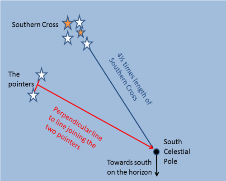 Southern Cross
4½ times length of
Southern Cross
The
pointers
Perpendicular line
to line joining the
two pointers
South
Celestial
Pole
Towards south
on the horizon